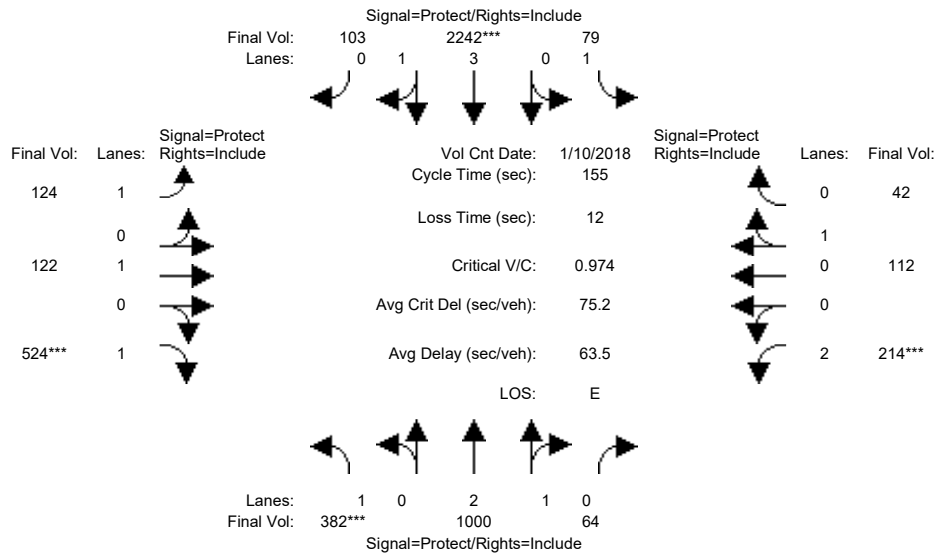 Signal=Protect/Rights=Include
Final Vol: 103 2242*** 79
Lanes: 0 1 3 0 1
Signal=Protect Signal=Protect
Final Vol: Lanes: Rights=Include Vol Cnt Date: 1/10/2018 Rights=Include Lanes: Final Vol:
Cycle Time (sec): 155
124 1 0 42
Loss Time (sec): 12
0 1
122 1 Critical V/C: 0.974 0 112
0 Avg Crit Del (sec/veh): 75.2 0
524*** 1 Avg Delay (sec/veh): 63.5 2 214***
LOS: E
Lanes: 1 0 2 1 0
Final Vol: 382*** 1000 64
Signal=Protect/Rights=Include